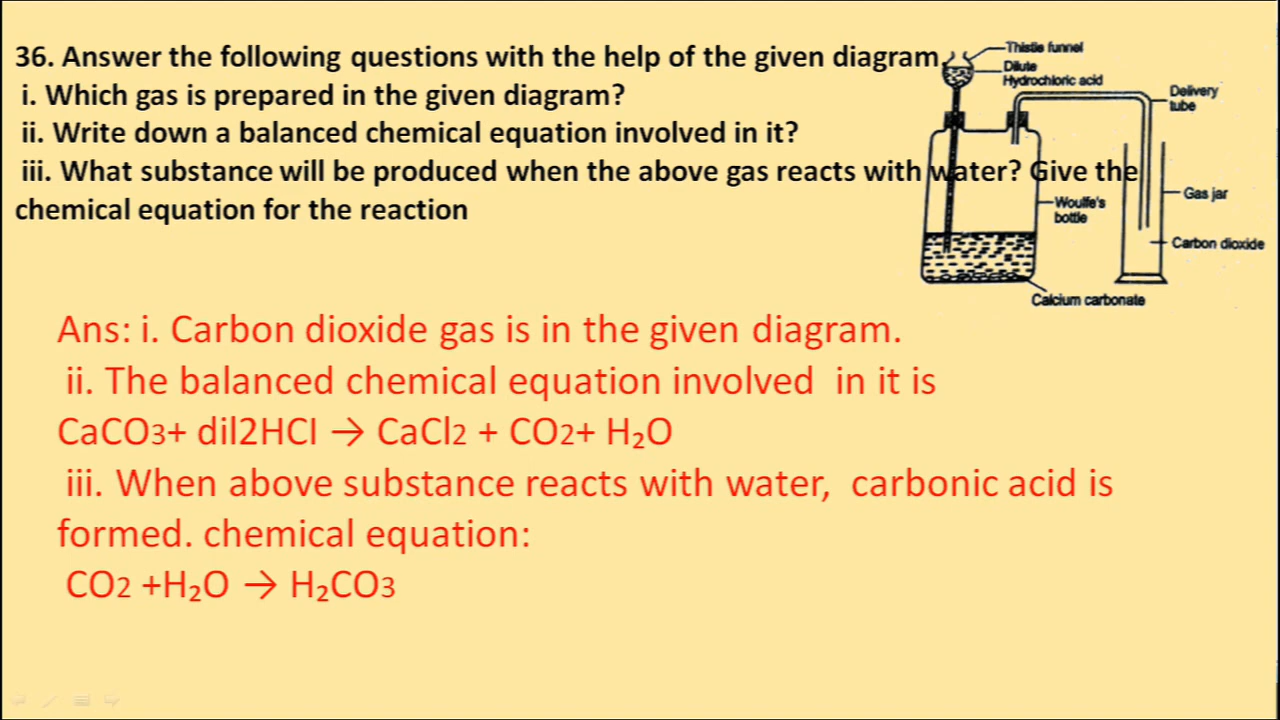 36. Answer the following questions with the help of the given diagram.
i. Which gas is prepared in the given diagram?
ii. Write down a balanced chemical equation involved in it?
iii. What substance will be produced when the above gas reacts with water? Give the
chemical equation for the reaction
Thistle funnel
Dilute
Hydrochloric acid
Delivery
tube
Woulfe's
bottle
Gas jar
Carbon dioxide
Calcium carbonate
Ans: i. Carbon dioxide gas is in the given diagram.
ii. The balanced chemical equation involved in it is
CaCO3+ dil2HCl → CaCl2 + CO2+ H₂O
iii. When above substance reacts with water, carbonic acid is
formed. chemical equation:
CO2 +H₂O → H₂CO3